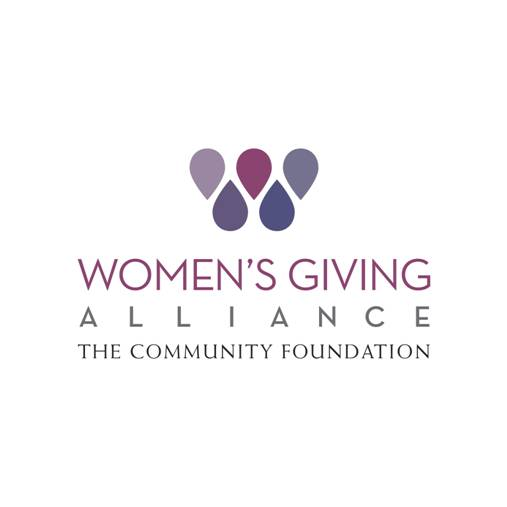 WOMEN'S GIVING
ALLIANCE
THE COMMUNITY FOUNDATION